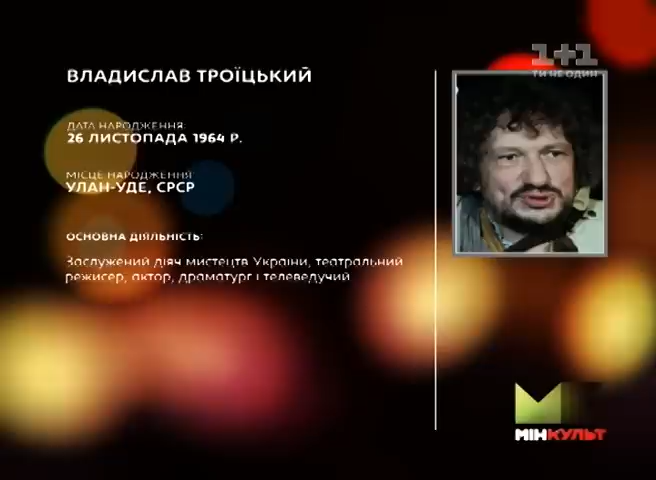 1+1
ТИ НЕ ОДИН
ВЛАДИСЛАВ ТРОЇЦЬКИЙ
ДАТА НАРОДЖЕННЯ:
26 ЛИСТОПАДА 1964 Р.
МІСЦЕ НАРОДЖЕННЯ:
УЛАН-УДЕ, СРСР
ОСНОВНА ДІЯЛЬНІСТЬ:
Заслужений діяч мистецтв України, театральний
режисер, актор, драматург і телеведучий
МІНКУЛЬТ